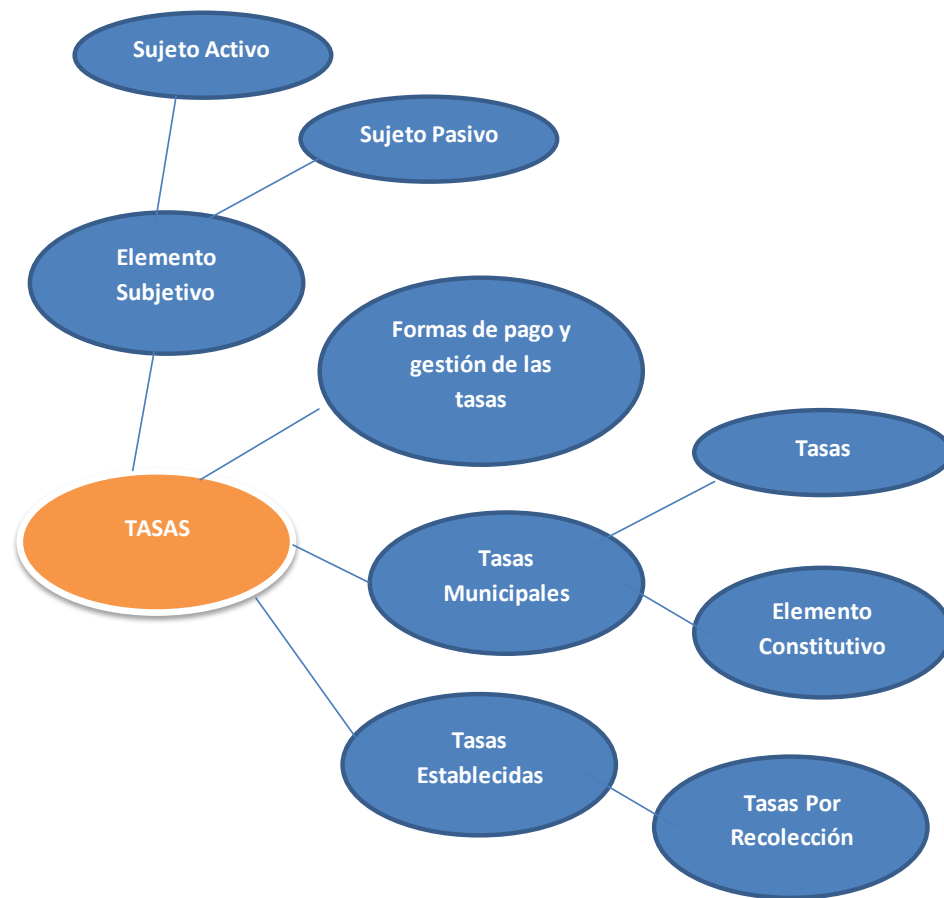 Sujeto Activo
Sujeto Pasivo
Elemento
Subjetivo
Formas de pago y
gestión de las
tasas
Tasas
TASAS
Tasas
Municipales
Elemento
Constitutivo
Tasas
Establecidas
Tasas Por
Recolección